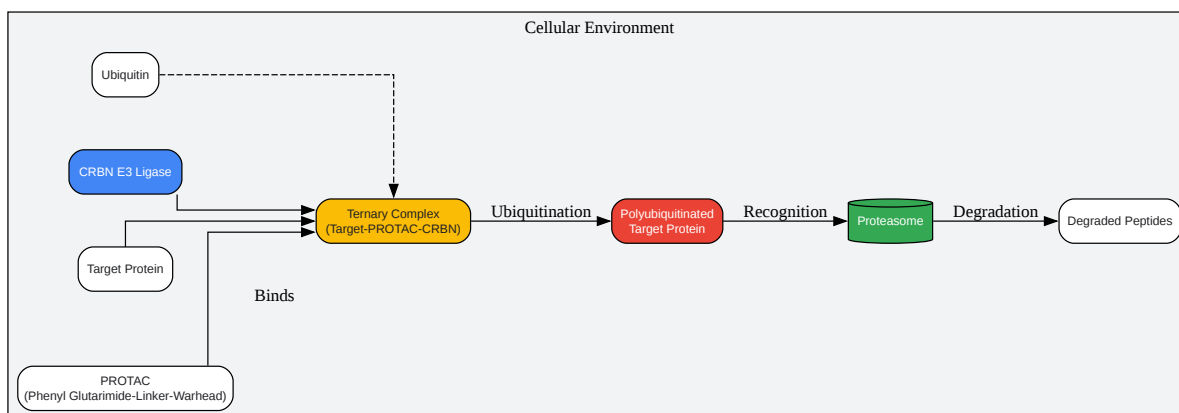 Cellular Environment
Ubiquitin
CRBN E3 Ligase
Target Protein
PROTAC
(Phenyl Glutarimide-Linker-Warhead)
Binds
Ternary Complex
(Target-PROTAC-CRBN)
Ubiquitination
Polyubiquitinated
Target Protein
Recognition
Proteasome
Degradation
Degraded Peptides